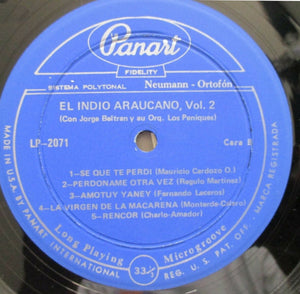 Panart
FIDELITY
SISTEMA POLYTONAL Neumann - Ortofón
EL INDIO ARAUCANO, Vol. 2
(Con Jorge Beltran y su Orq. Los Peniques)
LP-2071 Cara B
1-SE QUE TE PERDI (Mauricio Cardozo O.)
2-PERDONAME OTRA VEZ (Regulo Martinez)
3-AMOTUY YANEY (Fernando Laceros)
4-LA VIRGEN DE LA MACARENA (Monterde-Cubro)
5-RENCOR (Charlo-Amador)
Long Playing 33⅓ Microgroove
MADE IN U.S.A. BY PANART INTERNATIONAL REG. U.S. PAT. OFF. - MARCA REGISTRADA